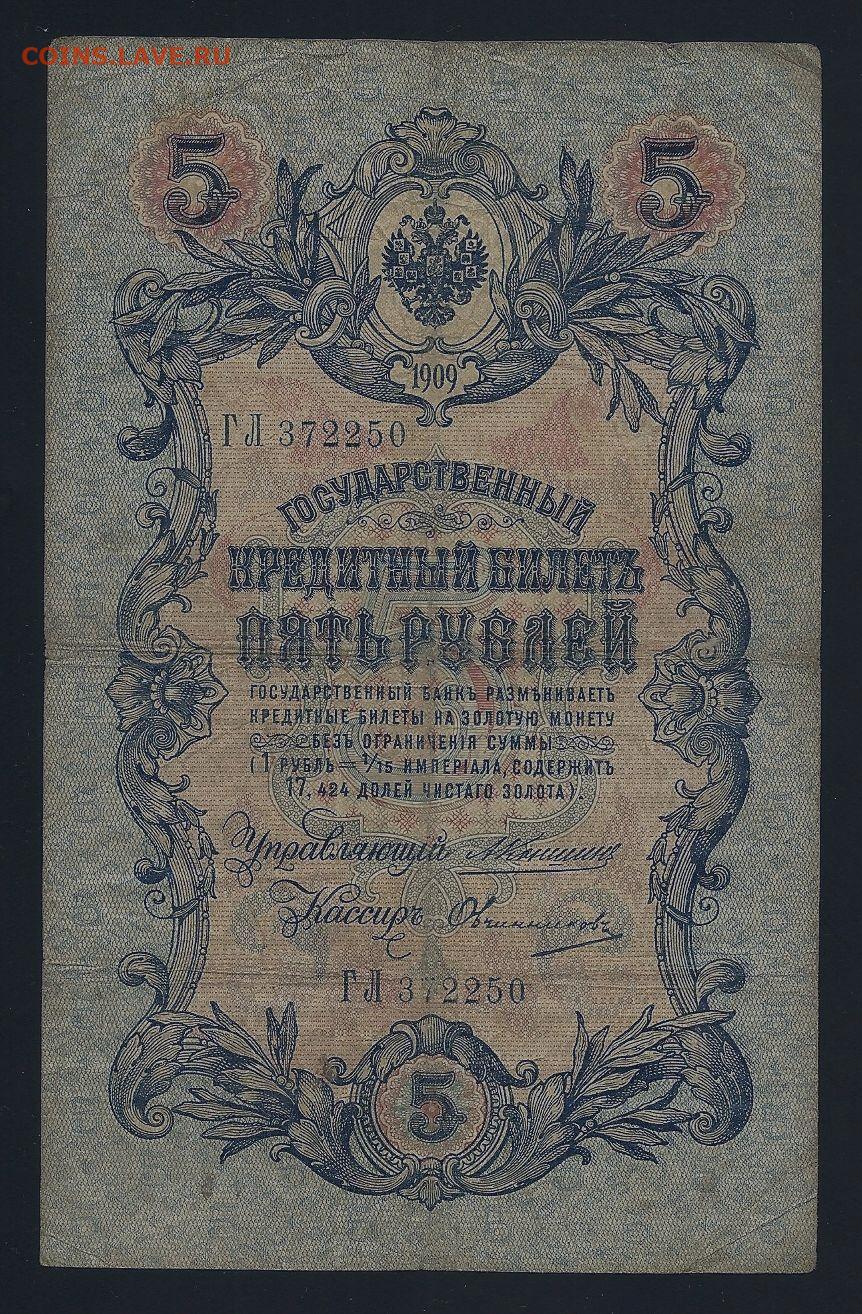 COINS.LAVE.RU
5 5
1909
ГЛ 372250
ГОСУДАРСТВЕННЫЙ
КРЕДИТНЫЙ БИЛЕТЪ
ПЯТЬ РУБЛЕЙ
ГОСУДАРСТВЕННЫЙ БАНКЪ РАЗМѢНИВАЕТЪ
КРЕДИТНЫЕ БИЛЕТЫ НА ЗОЛОТУЮ МОНЕТУ
БЕЗЪ ОГРАНИЧЕНІЯ СУММЫ
(1 РУБЛЬ = 1/15 ИМПЕРІАЛА, СОДЕРЖИТЪ
17,424 ДОЛЕЙ ЧИСТАГО ЗОЛОТА).
Управляющій АКоншинъ
Кассиръ Овчинниковъ
ГЛ 372250
5